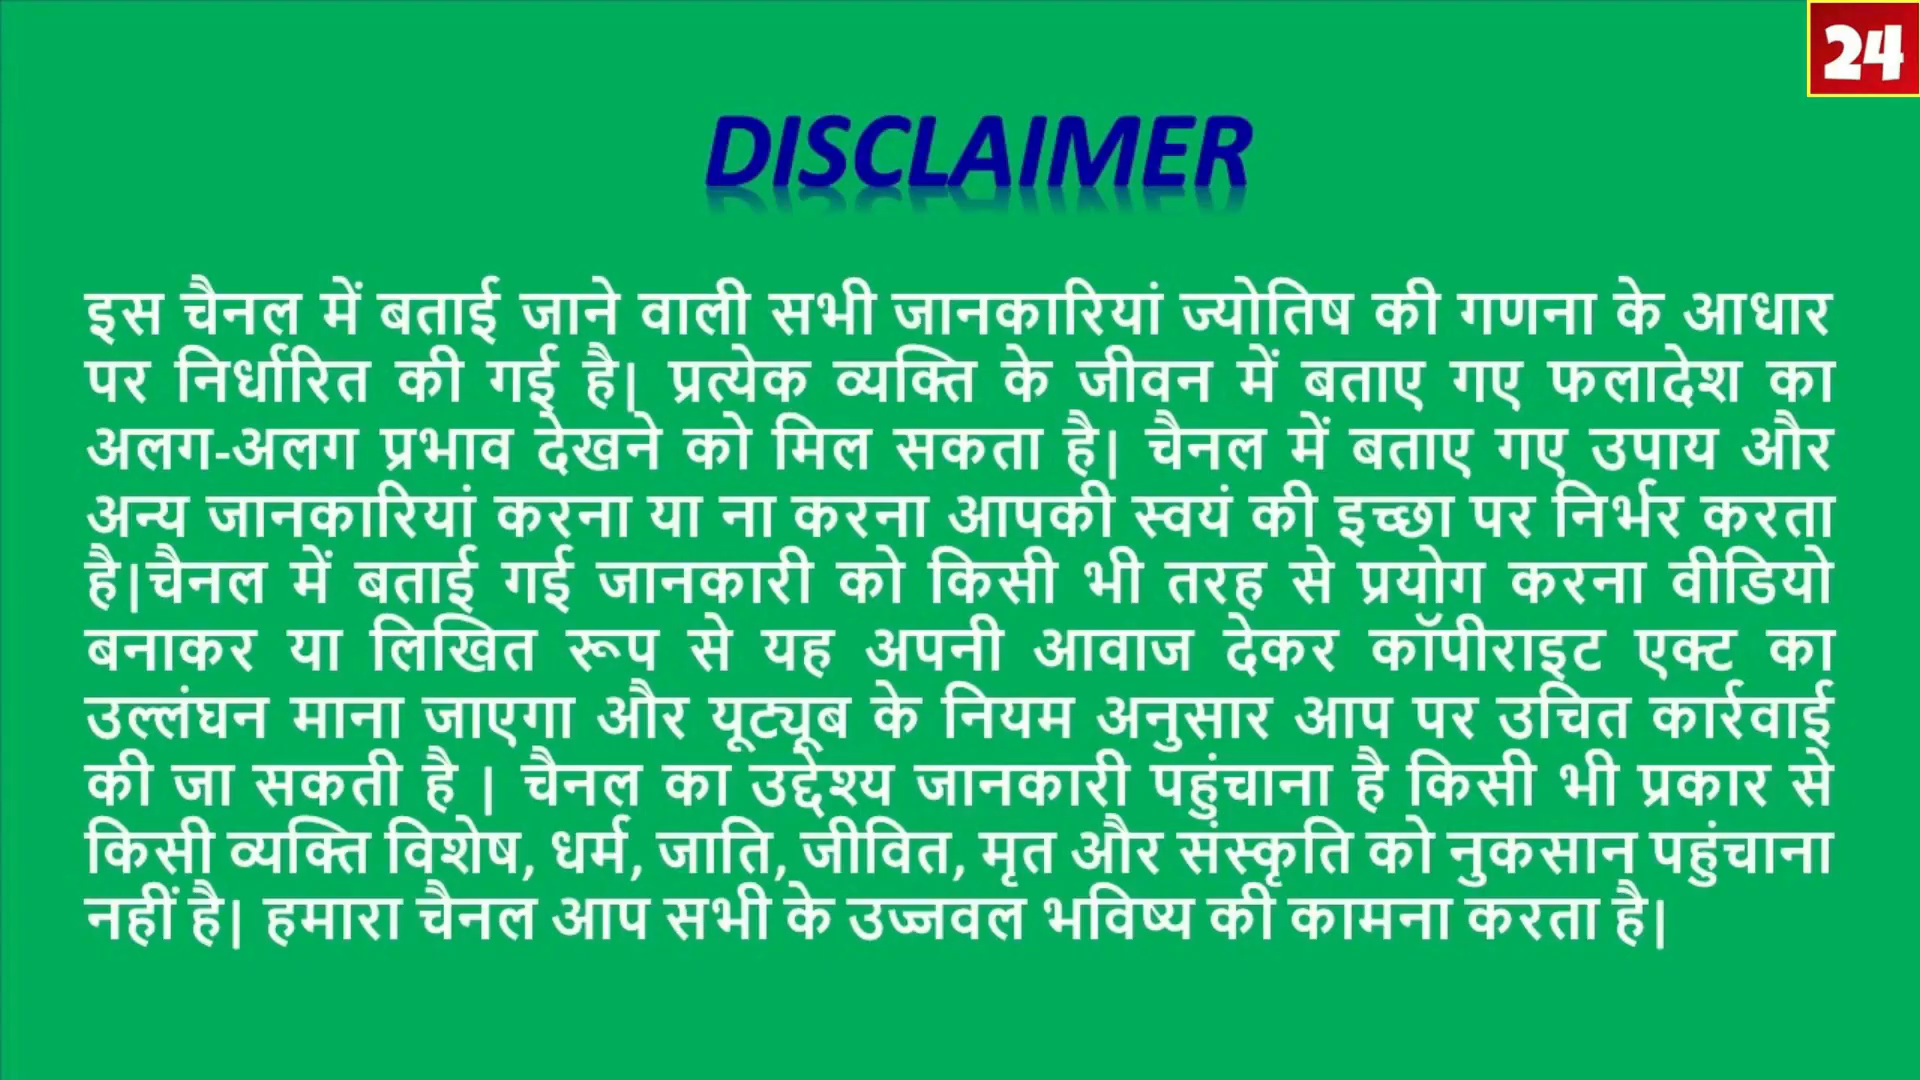 24
DISCLAIMER
इस चैनल में बताई जाने वाली सभी जानकारियां ज्योतिष की गणना के आधार
पर निर्धारित की गई है| प्रत्येक व्यक्ति के जीवन में बताए गए फलादेश का
अलग-अलग प्रभाव देखने को मिल सकता है| चैनल में बताए गए उपाय और
अन्य जानकारियां करना या ना करना आपकी स्वयं की इच्छा पर निर्भर करता
है|चैनल में बताई गई जानकारी को किसी भी तरह से प्रयोग करना वीडियो
बनाकर या लिखित रूप से यह अपनी आवाज देकर कॉपीराइट एक्ट का
उल्लंघन माना जाएगा और यूट्यूब के नियम अनुसार आप पर उचित कार्रवाई
की जा सकती है | चैनल का उद्देश्य जानकारी पहुंचाना है किसी भी प्रकार से
किसी व्यक्ति विशेष, धर्म, जाति, जीवित, मृत और संस्कृति को नुकसान पहुंचाना
नहीं है| हमारा चैनल आप सभी के उज्जवल भविष्य की कामना करता है|